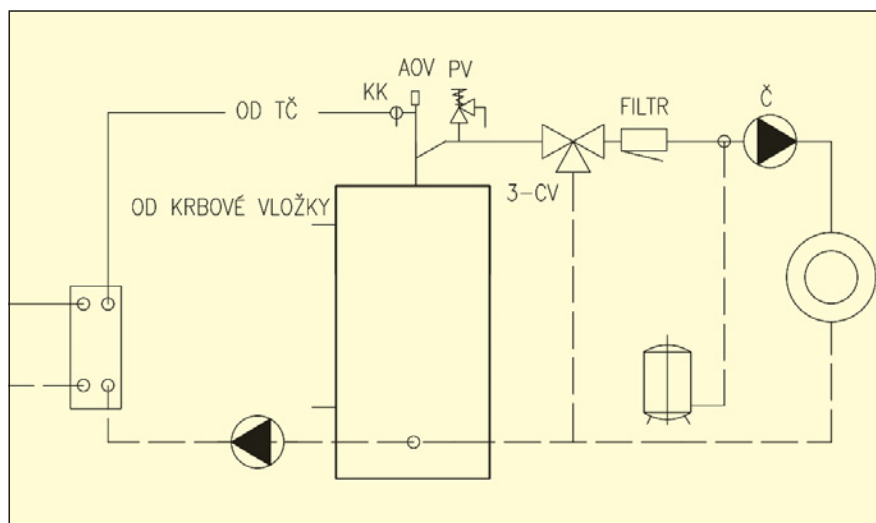 AOV PV
KK
OD TČ
FILTR
Č
3-CV
OD KRBOVÉ VLOŽKY